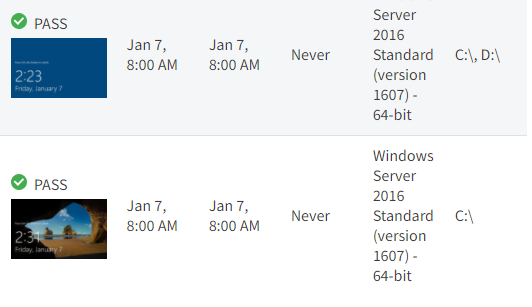 PASS
2:23
Friday, January 7
Jan 7,
8:00 AM
Jan 7,
8:00 AM
Never
Server
2016
Standard
(version
1607) -
64-bit
C:\, D:\
PASS
2:31
Friday, January 7
Jan 7,
8:00 AM
Jan 7,
8:00 AM
Never
Windows
Server
2016
Standard
(version
1607) -
64-bit
C:\